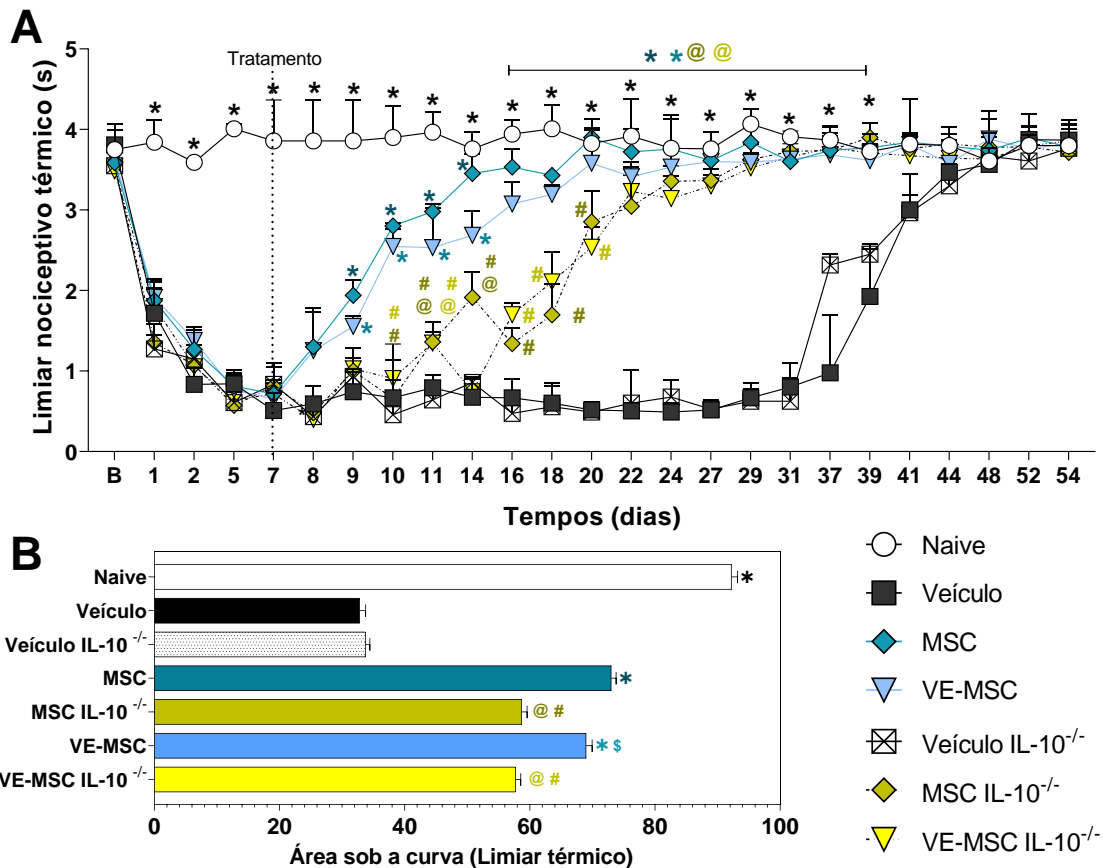 A
Limiar nociceptivo térmico (s)
5
4
3
2
1
0
Tratamento
* * @ @
* * * * * * * * * * * * * * * * * * * *
* * * * * *
* * * *
# # # # # #
@ @ @
# # # # # #
B 1 2 5 7 8 9 10 11 14 16 18 20 22 24 27 29 31 37 39 41 44 48 52 54
Tempos (dias)
B
Naive *
Veículo
Veículo IL-10 -/-
MSC *
MSC IL-10 -/- @ #
VE-MSC * $
VE-MSC IL-10 -/- @ #
0 20 40 60 80 100
Área sob a curva (Limiar térmico)
Naive
Veículo
MSC
VE-MSC
Veículo IL-10-/-
MSC IL-10-/-
VE-MSC IL-10-/-